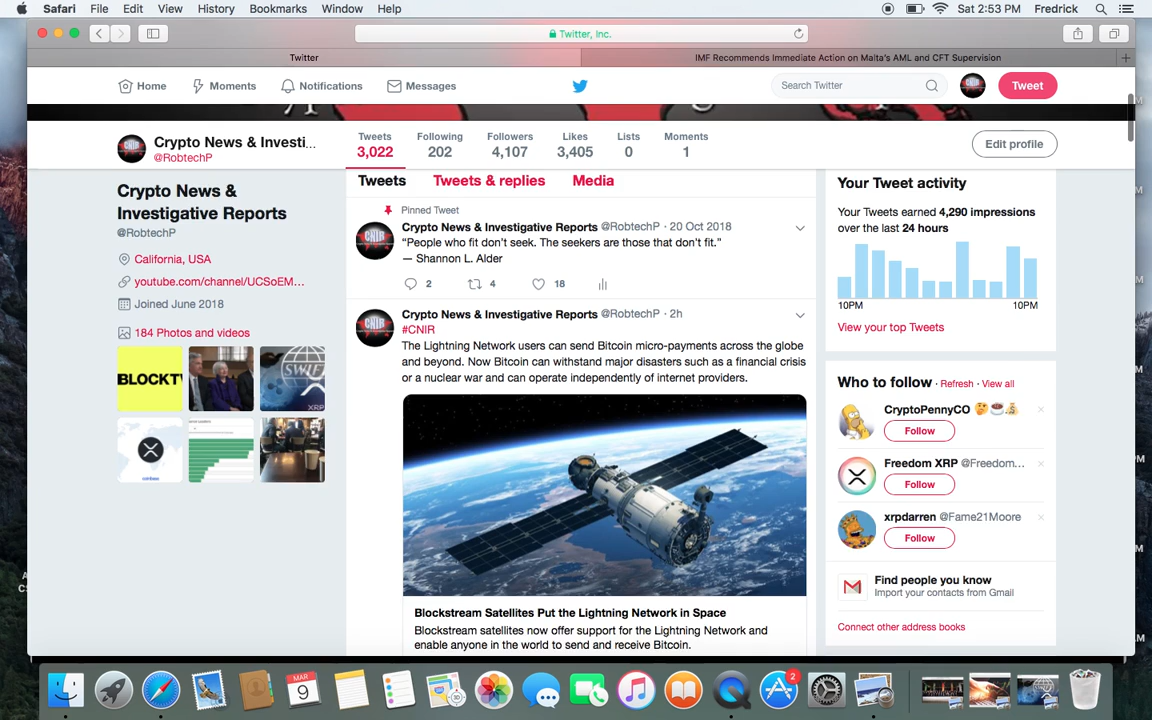 Safari File Edit View History Bookmarks Window Help Sat 2:53 PM Fredrick
Twitter, Inc.
Twitter IMF Recommends Immediate Action on Malta's AML and CFT Supervision
Home Moments Notifications Messages Search Twitter Tweet
Crypto News & Investi...
@RobtechP
Tweets Following Followers Likes Lists Moments
3,022 202 4,107 3,405 0 1
Edit profile
Crypto News &
Investigative Reports
@RobtechP
California, USA
youtube.com/channel/UCSoEM...
Joined June 2018
184 Photos and videos
BLOCKT
SWIF
XRP
coinbase
Tweets Tweets & replies Media
Pinned Tweet
Crypto News & Investigative Reports @RobtechP · 20 Oct 2018
"People who fit don't seek. The seekers are those that don't fit."
— Shannon L. Alder
2 4 18
Crypto News & Investigative Reports @RobtechP · 2h
#CNIR
The Lightning Network users can send Bitcoin micro-payments across the globe
and beyond. Now Bitcoin can withstand major disasters such as a financial crisis
or a nuclear war and can operate independently of internet providers.
Blockstream Satellites Put the Lightning Network in Space
Blockstream satellites now offer support for the Lightning Network and
enable anyone in the world to send and receive Bitcoin.
Your Tweet activity
Your Tweets earned 4,290 impressions
over the last 24 hours
10PM 10PM
View your top Tweets
Who to follow · Refresh · View all
CryptoPennyCO
Follow
Freedom XRP @Freedom...
Follow
xrpdarren @Fame21Moore
Follow
Find people you know
Import your contacts from Gmail
Connect other address books
MAR
9
2